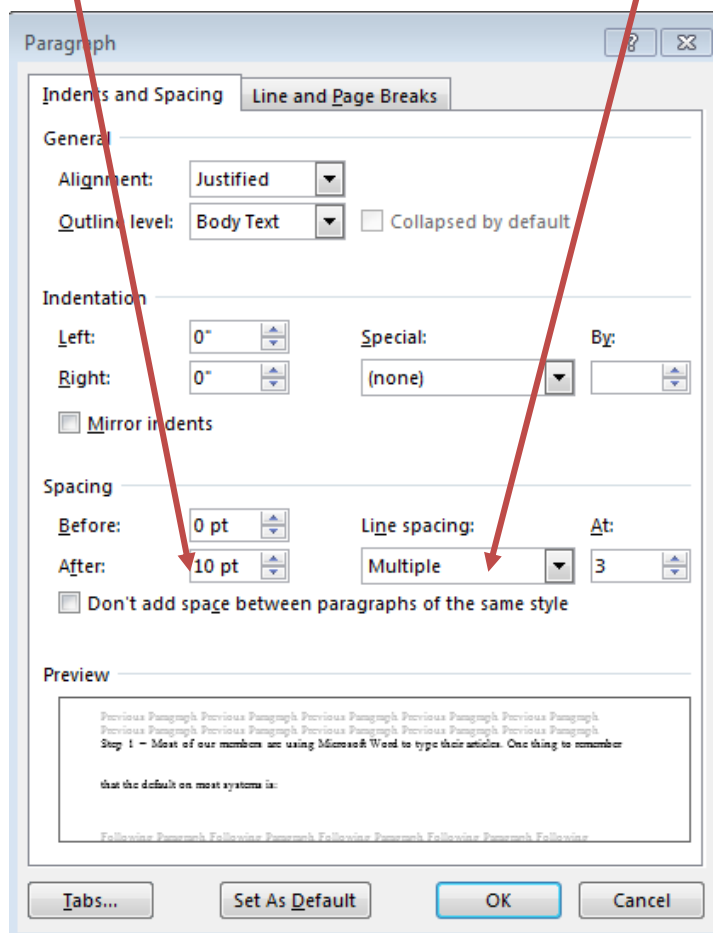 Paragraph
Indents and Spacing Line and Page Breaks
General
Alignment: Justified
Outline level: Body Text Collapsed by default
Indentation
Left: 0" Special: By:
Right: 0" (none)
Mirror indents
Spacing
Before: 0 pt Line spacing: At:
After: 10 pt Multiple 3
Don't add space between paragraphs of the same style
Preview
Previous Paragraph Previous Paragraph Previous Paragraph Previous Paragraph Previous Paragraph
Previous Paragraph Previous Paragraph Previous Paragraph Previous Paragraph Previous Paragraph
Step 1 – Most of our members are using Microsoft Word to type their articles. One thing to remember
that the default on most systems is:
Following Paragraph Following Paragraph Following Paragraph Following Paragraph Following
Tabs... Set As Default OK Cancel